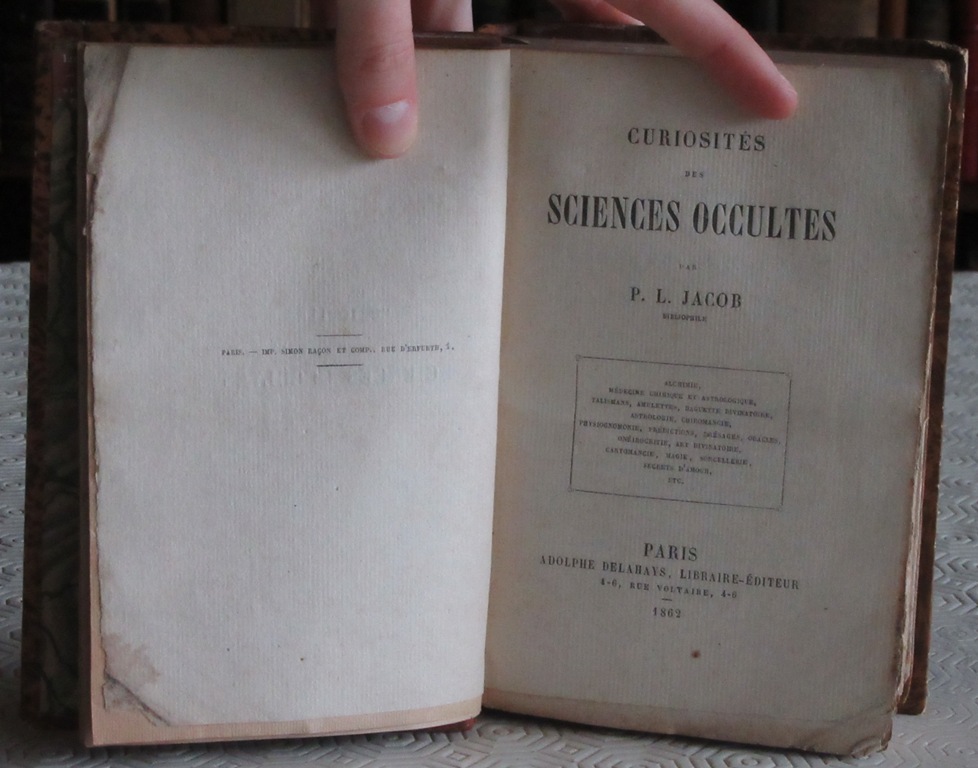 PARIS. — IMP. SIMON RAÇON ET COMP., RUE D'ERFURTH, 1.
CURIOSITÉS
DES
SCIENCES OCCULTES
PAR
P. L. JACOB
BIBLIOPHILE
ALCHIMIE,
MÉDECINE CHIMIQUE ET ASTROLOGIQUE,
TALISMANS, AMULETTES, BAGUETTE DIVINATOIRE,
ASTROLOGIE, CHIROMANCIE,
PHYSIOGNOMONIE, PRÉDICTIONS, PRÉSAGES, ORACLES,
ONÉIROCRITIE, ART DIVINATOIRE,
CARTOMANCIE, MAGIE, SORCELLERIE,
SECRETS D'AMOUR,
ETC.
PARIS
ADOLPHE DELAHAYS, LIBRAIRE-ÉDITEUR
4-6, RUE VOLTAIRE, 4-6
1862